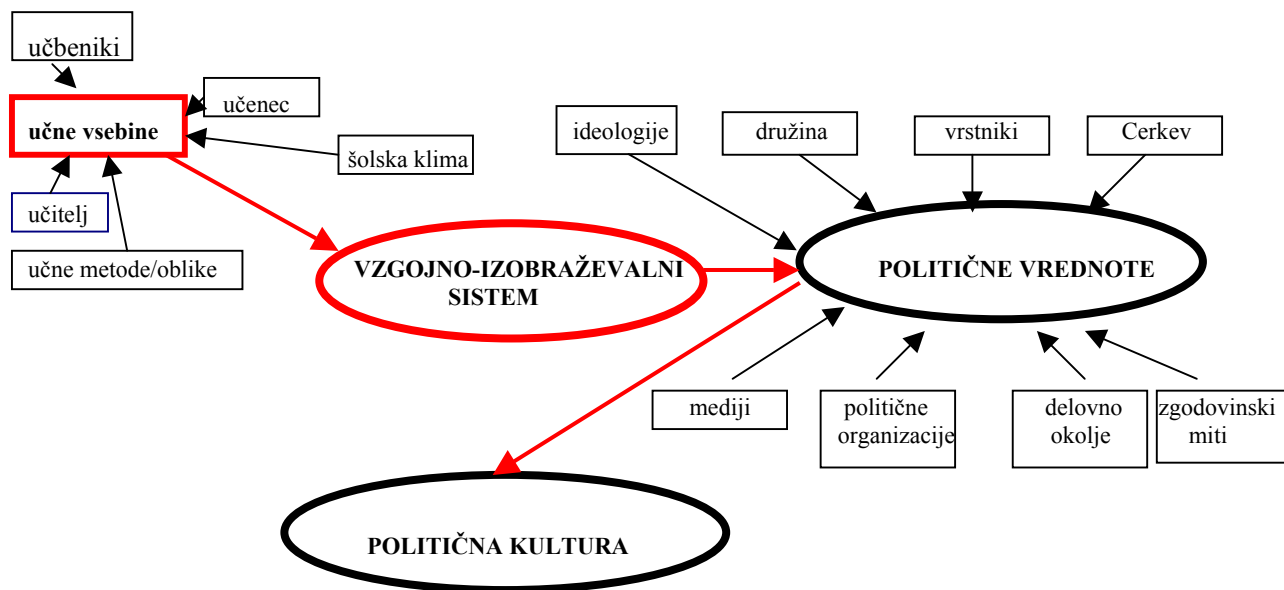 učbeniki
učenec
učne vsebine
šolska klima
učitelj
učne metode/oblike
ideologije
družina
vrstniki
Cerkev
VZGOJNO-IZOBRAŽEVALNI
SISTEM
POLITIČNE VREDNOTE
mediji
politične
organizacije
delovno
okolje
zgodovinski
miti
POLITIČNA KULTURA